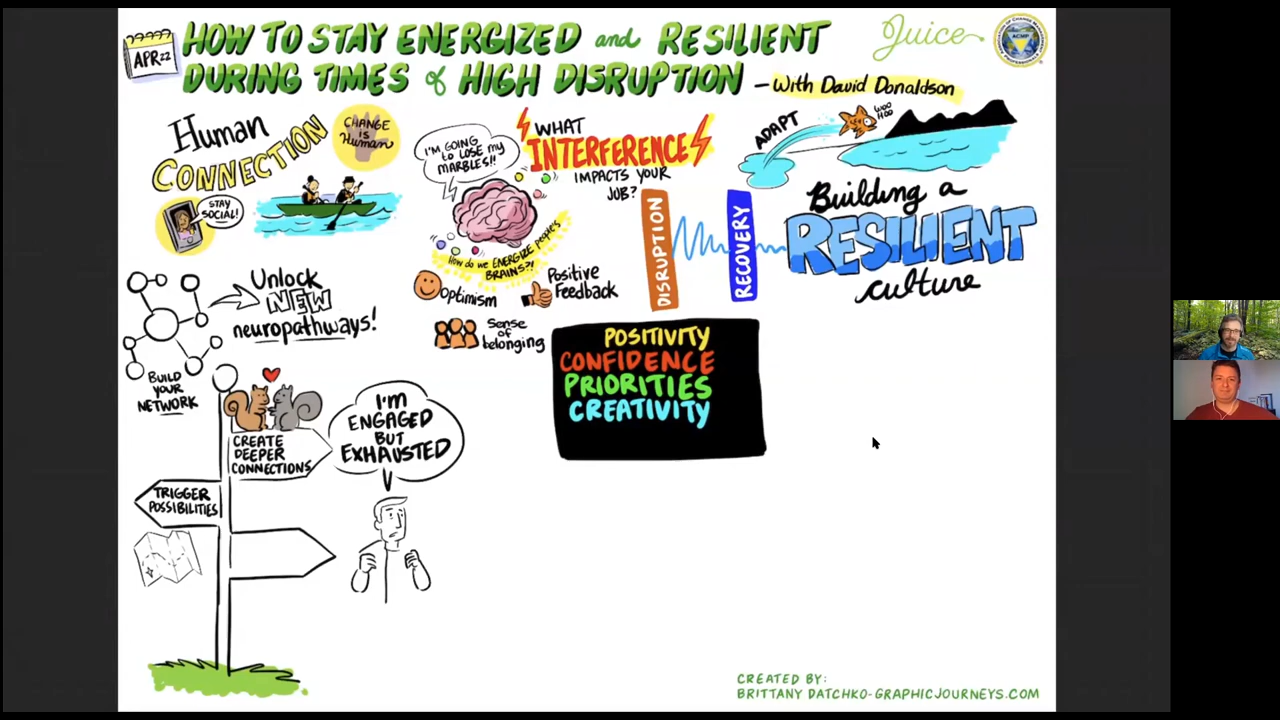 APR 22
HOW TO STAY ENERGIZED and RESILIENT
DURING TIMES of HIGH DISRUPTION
—With David Donaldson
Juice
ACMP
Human
CONNECTION
CHANGE
is
Human
STAY
SOCIAL!
I'M GOING
TO LOSE MY
MARBLES!!
WHAT
INTERFERENCE
IMPACTS YOUR
JOB?
How do we ENERGIZE people's
BRAINS?!
Optimism
Positive
Feedback
Sense
of
belonging
DISRUPTION
RECOVERY
ADAPT
WOO
HOO
Building a
RESILIENT
culture
Unlock
NEW
neuropathways!
BUILD
YOUR
NETWORK
CREATE
DEEPER
CONNECTIONS
TRIGGER
POSSIBILITIES
I'M
ENGAGED
BUT
EXHAUSTED
POSITIVITY
CONFIDENCE
PRIORITIES
CREATIVITY
CREATED BY:
BRITTANY DATCHKO-GRAPHICJOURNEYS.COM